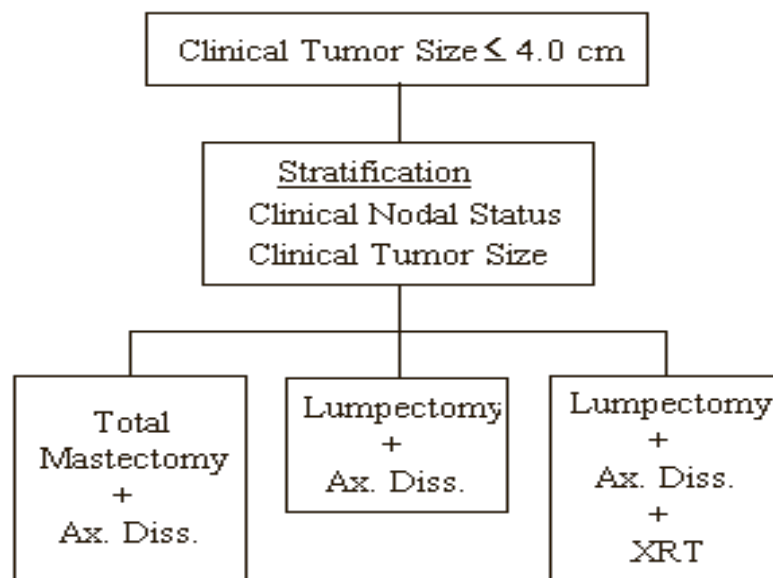 Clinical Tumor Size ≤ 4.0 cm
Stratification
Clinical Nodal Status
Clinical Tumor Size
Total
Mastectomy
+
Ax. Diss.
Lumpectomy
+
Ax. Diss.
Lumpectomy
+
Ax. Diss.
+
XRT